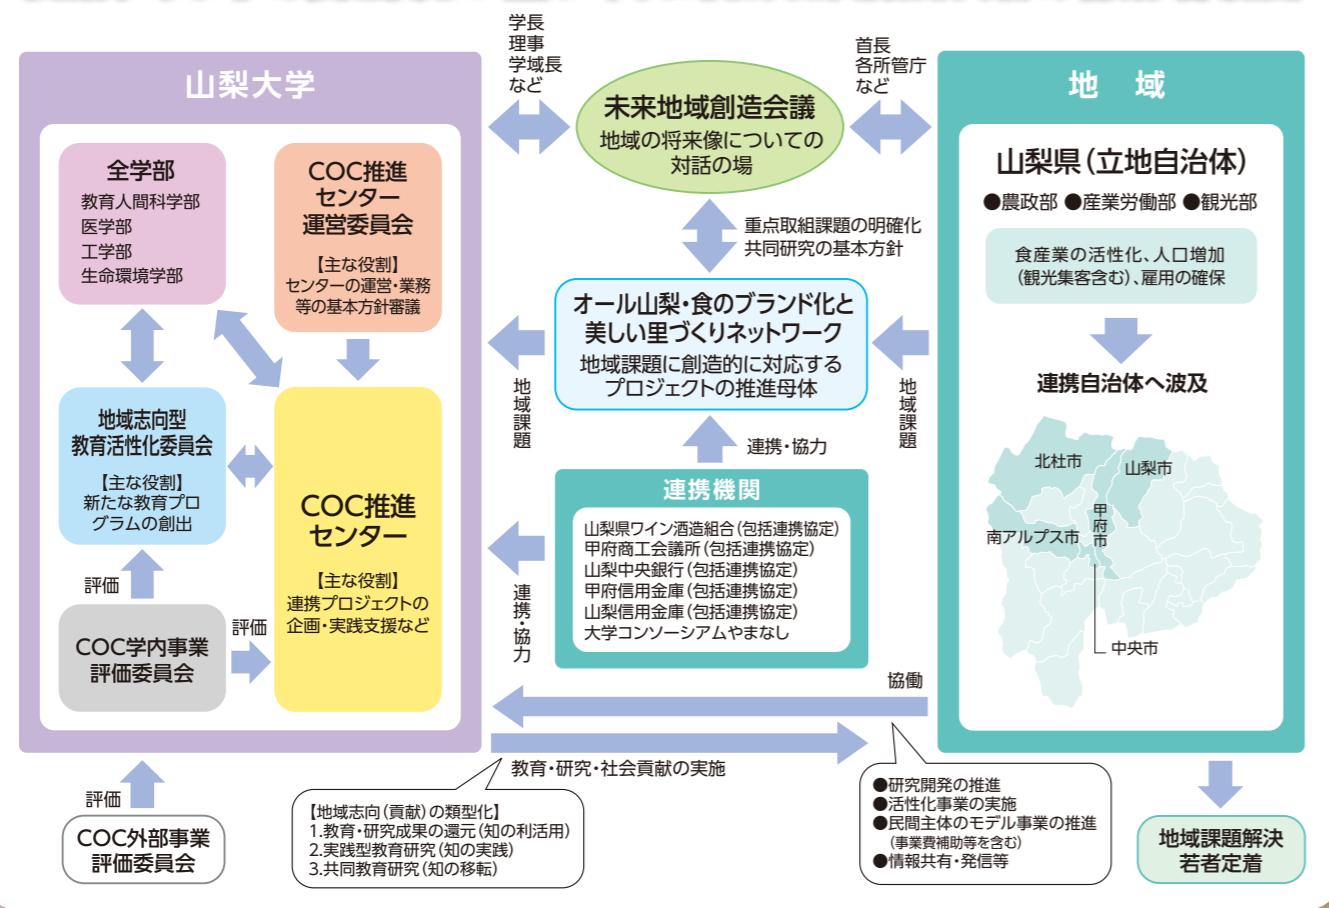 学長
理事
学域長
など
首長
各所管庁
など
山梨大学
未来地域創造会議
地域の将来像についての
対話の場
地　域
全学部
教育人間科学部
医学部
工学部
生命環境学部
COC推進
センター
運営委員会
【主な役割】
センターの運営・業務
等の基本方針審議
重点取組課題の明確化
共同研究の基本方針
山梨県（立地自治体）
●農政部 ●産業労働部 ●観光部
食産業の活性化、人口増加
（観光集客含む）、雇用の確保
オール山梨・食のブランド化と
美しい里づくりネットワーク
地域課題に創造的に対応する
プロジェクトの推進母体
地域課題
地域課題
連携自治体へ波及
地域志向型
教育活性化委員会
【主な役割】
新たな教育プロ
グラムの創出
COC推進
センター
【主な役割】
連携プロジェクトの
企画・実践支援など
連携・協力
連携機関
山梨県ワイン酒造組合（包括連携協定）
甲府商工会議所（包括連携協定）
山梨中央銀行（包括連携協定）
甲府信用金庫（包括連携協定）
山梨信用金庫（包括連携協定）
大学コンソーシアムやまなし
連携・協力
北杜市
山梨市
甲府市
南アルプス市
中央市
評価
COC学内事業
評価委員会
評価
協働
教育・研究・社会貢献の実施
評価
COC外部事業
評価委員会
【地域志向（貢献）の類型化】
1.教育・研究成果の還元（知の利活用）
2.実践型教育研究（知の実践）
3.共同教育研究（知の移転）
●研究開発の推進
●活性化事業の実施
●民間主体のモデル事業の推進
（事業費補助等を含む）
●情報共有・発信等
地域課題解決
若者定着